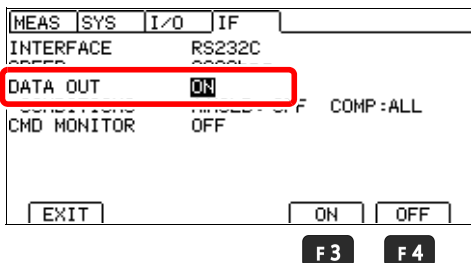 MEAS SYS I/O IF
INTERFACE RS232C
DATA OUT ON
COMP:ALL
CMD MONITOR OFF
EXIT ON OFF
F3 F4